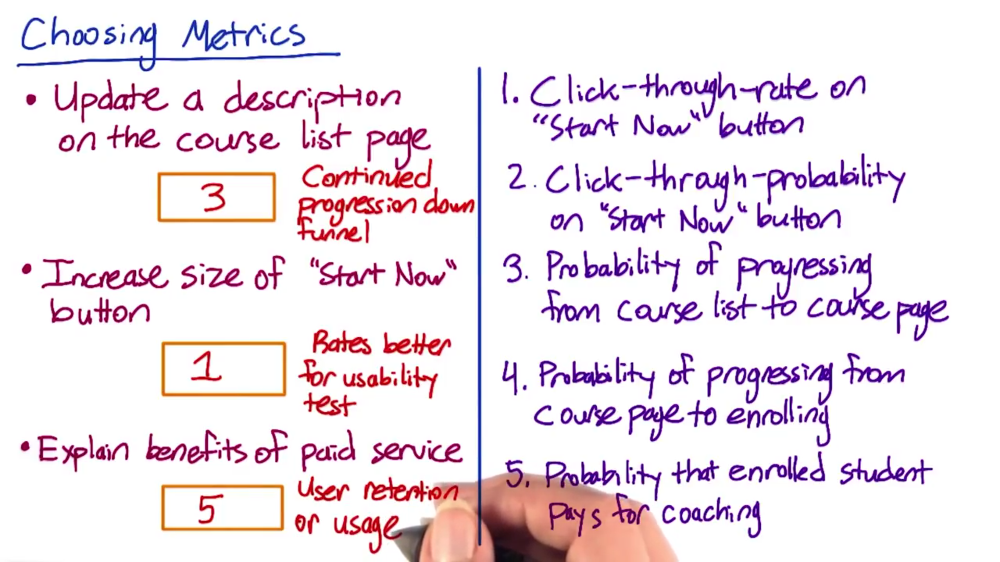 Choosing Metrics
• Update a description
on the course list page
3
Continued
progression down
funnel
• Increase size of "Start Now"
button
1
Rates better
for usability
test
• Explain benefits of paid service
5
User retention
or usage
1. Click-through-rate on
"Start Now" button
2. Click-through-probability
on "Start Now" button
3. Probability of progressing
from course list to course page
4. Probability of progressing from
course page to enrolling
5. Probability that enrolled student
pays for coaching